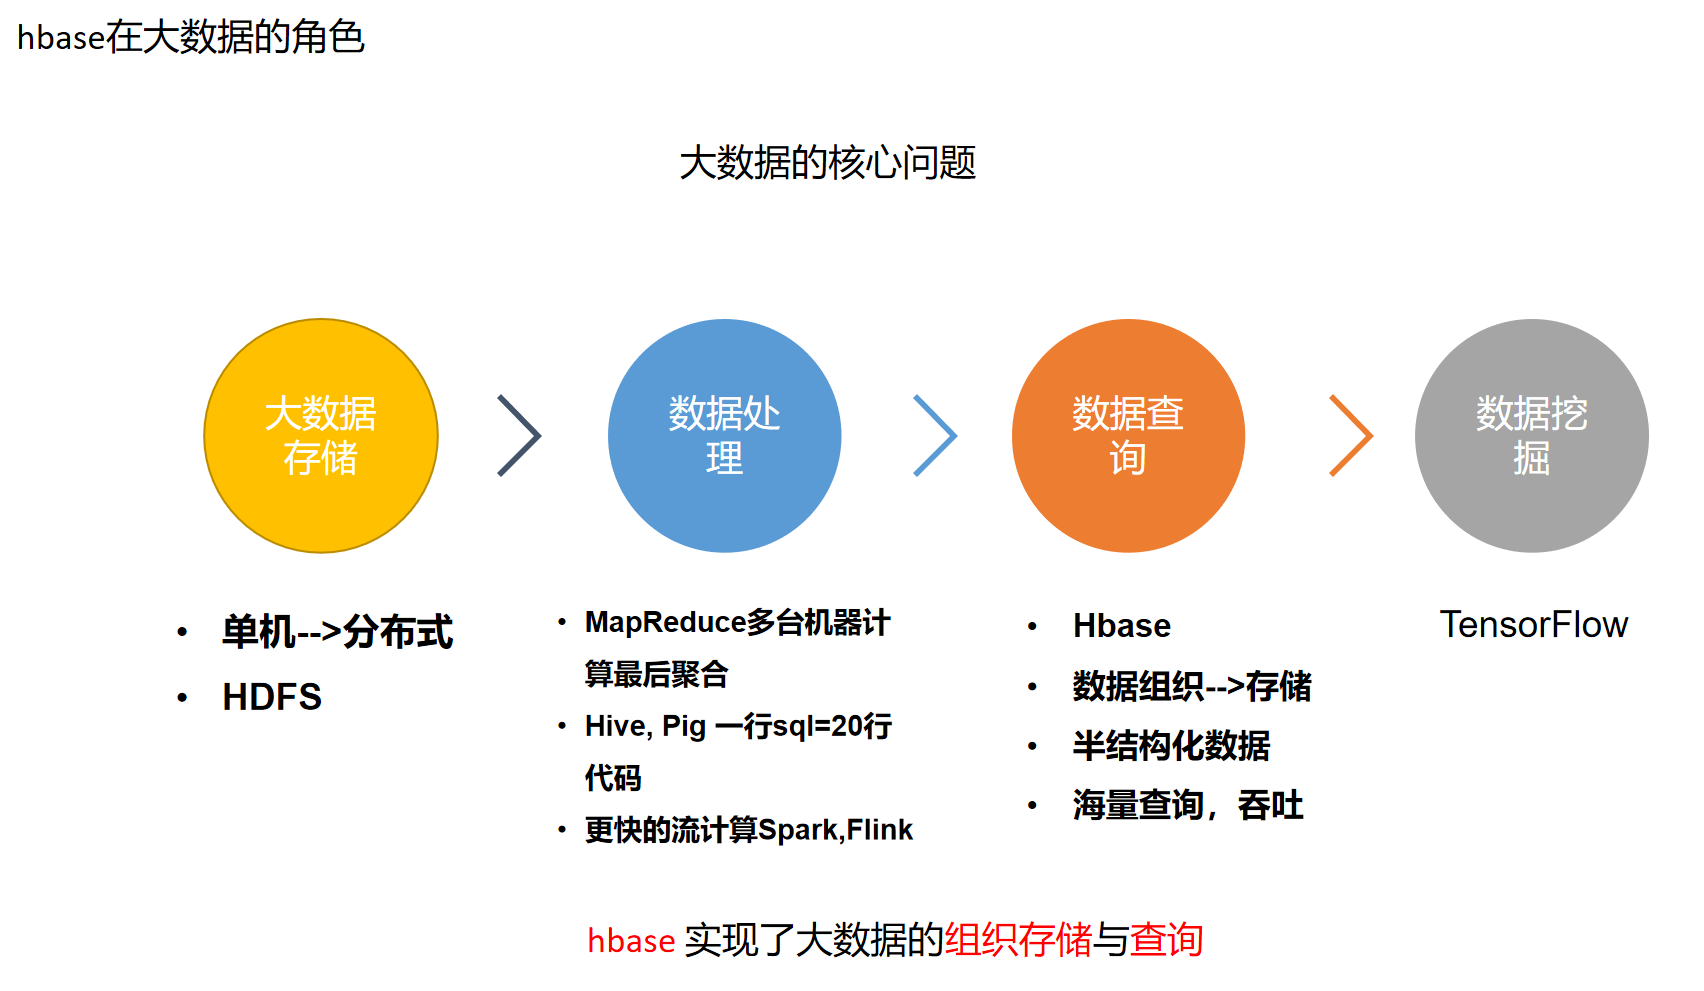 hbase在大数据的角色
大数据的核心问题
大数据
存储
数据处
理
数据查
询
数据挖
掘
• 单机-->分布式
• HDFS
• MapReduce多台机器计
算最后聚合
• Hive, Pig 一行sql=20行
代码
• 更快的流计算Spark,Flink
• Hbase
• 数据组织-->存储
• 半结构化数据
• 海量查询，吞吐
TensorFlow
hbase 实现了大数据的组织存储与查询